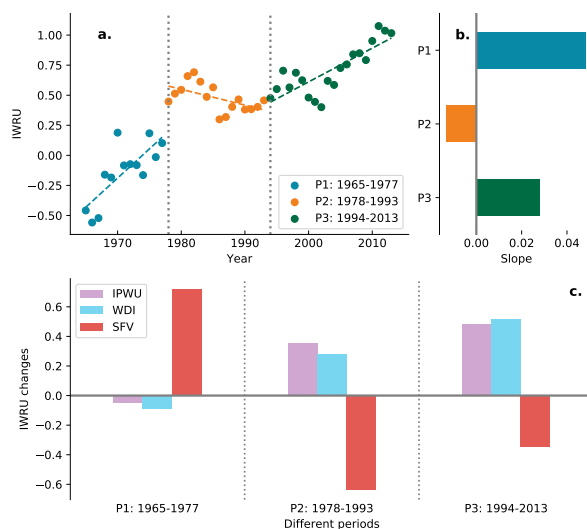 a.
IWRU
1.00
0.75
0.50
0.25
0.00
−0.25
−0.50
P1: 1965-1977
P2: 1978-1993
P3: 1994-2013
1970
1980
1990
2000
2010
Year
b.
P1
P2
P3
0.00
0.02
0.04
Slope
c.
IPWU
WDI
SFV
IWRU changes
0.6
0.4
0.2
0.0
−0.2
−0.4
−0.6
P1: 1965-1977
P2: 1978-1993
P3: 1994-2013
Different periods